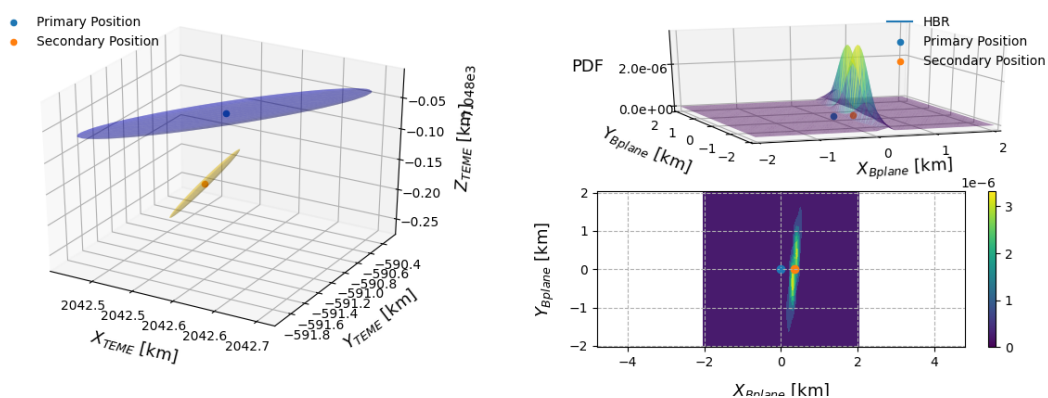 Primary Position
Secondary Position
−0.05
−0.10
−0.15
−0.20
−0.25
Z_TEME [km]
2042.5
2042.5
2042.6
2042.6
2042.7
X_TEME [km]
−590.4
−590.6
−590.8
−591.0
−591.2
−591.4
−591.6
−591.8
Y_TEME [km]
HBR
Primary Position
Secondary Position
PDF
2.0e-06
0.0e+00
2
1
0
−1
−2
Y_Bplane [km]
−2
−1
0
1
2
X_Bplane [km]
1e−6
2
1
0
−1
−2
Y_Bplane [km]
−4
−2
0
2
4
X_Bplane [km]
3
2
1
0